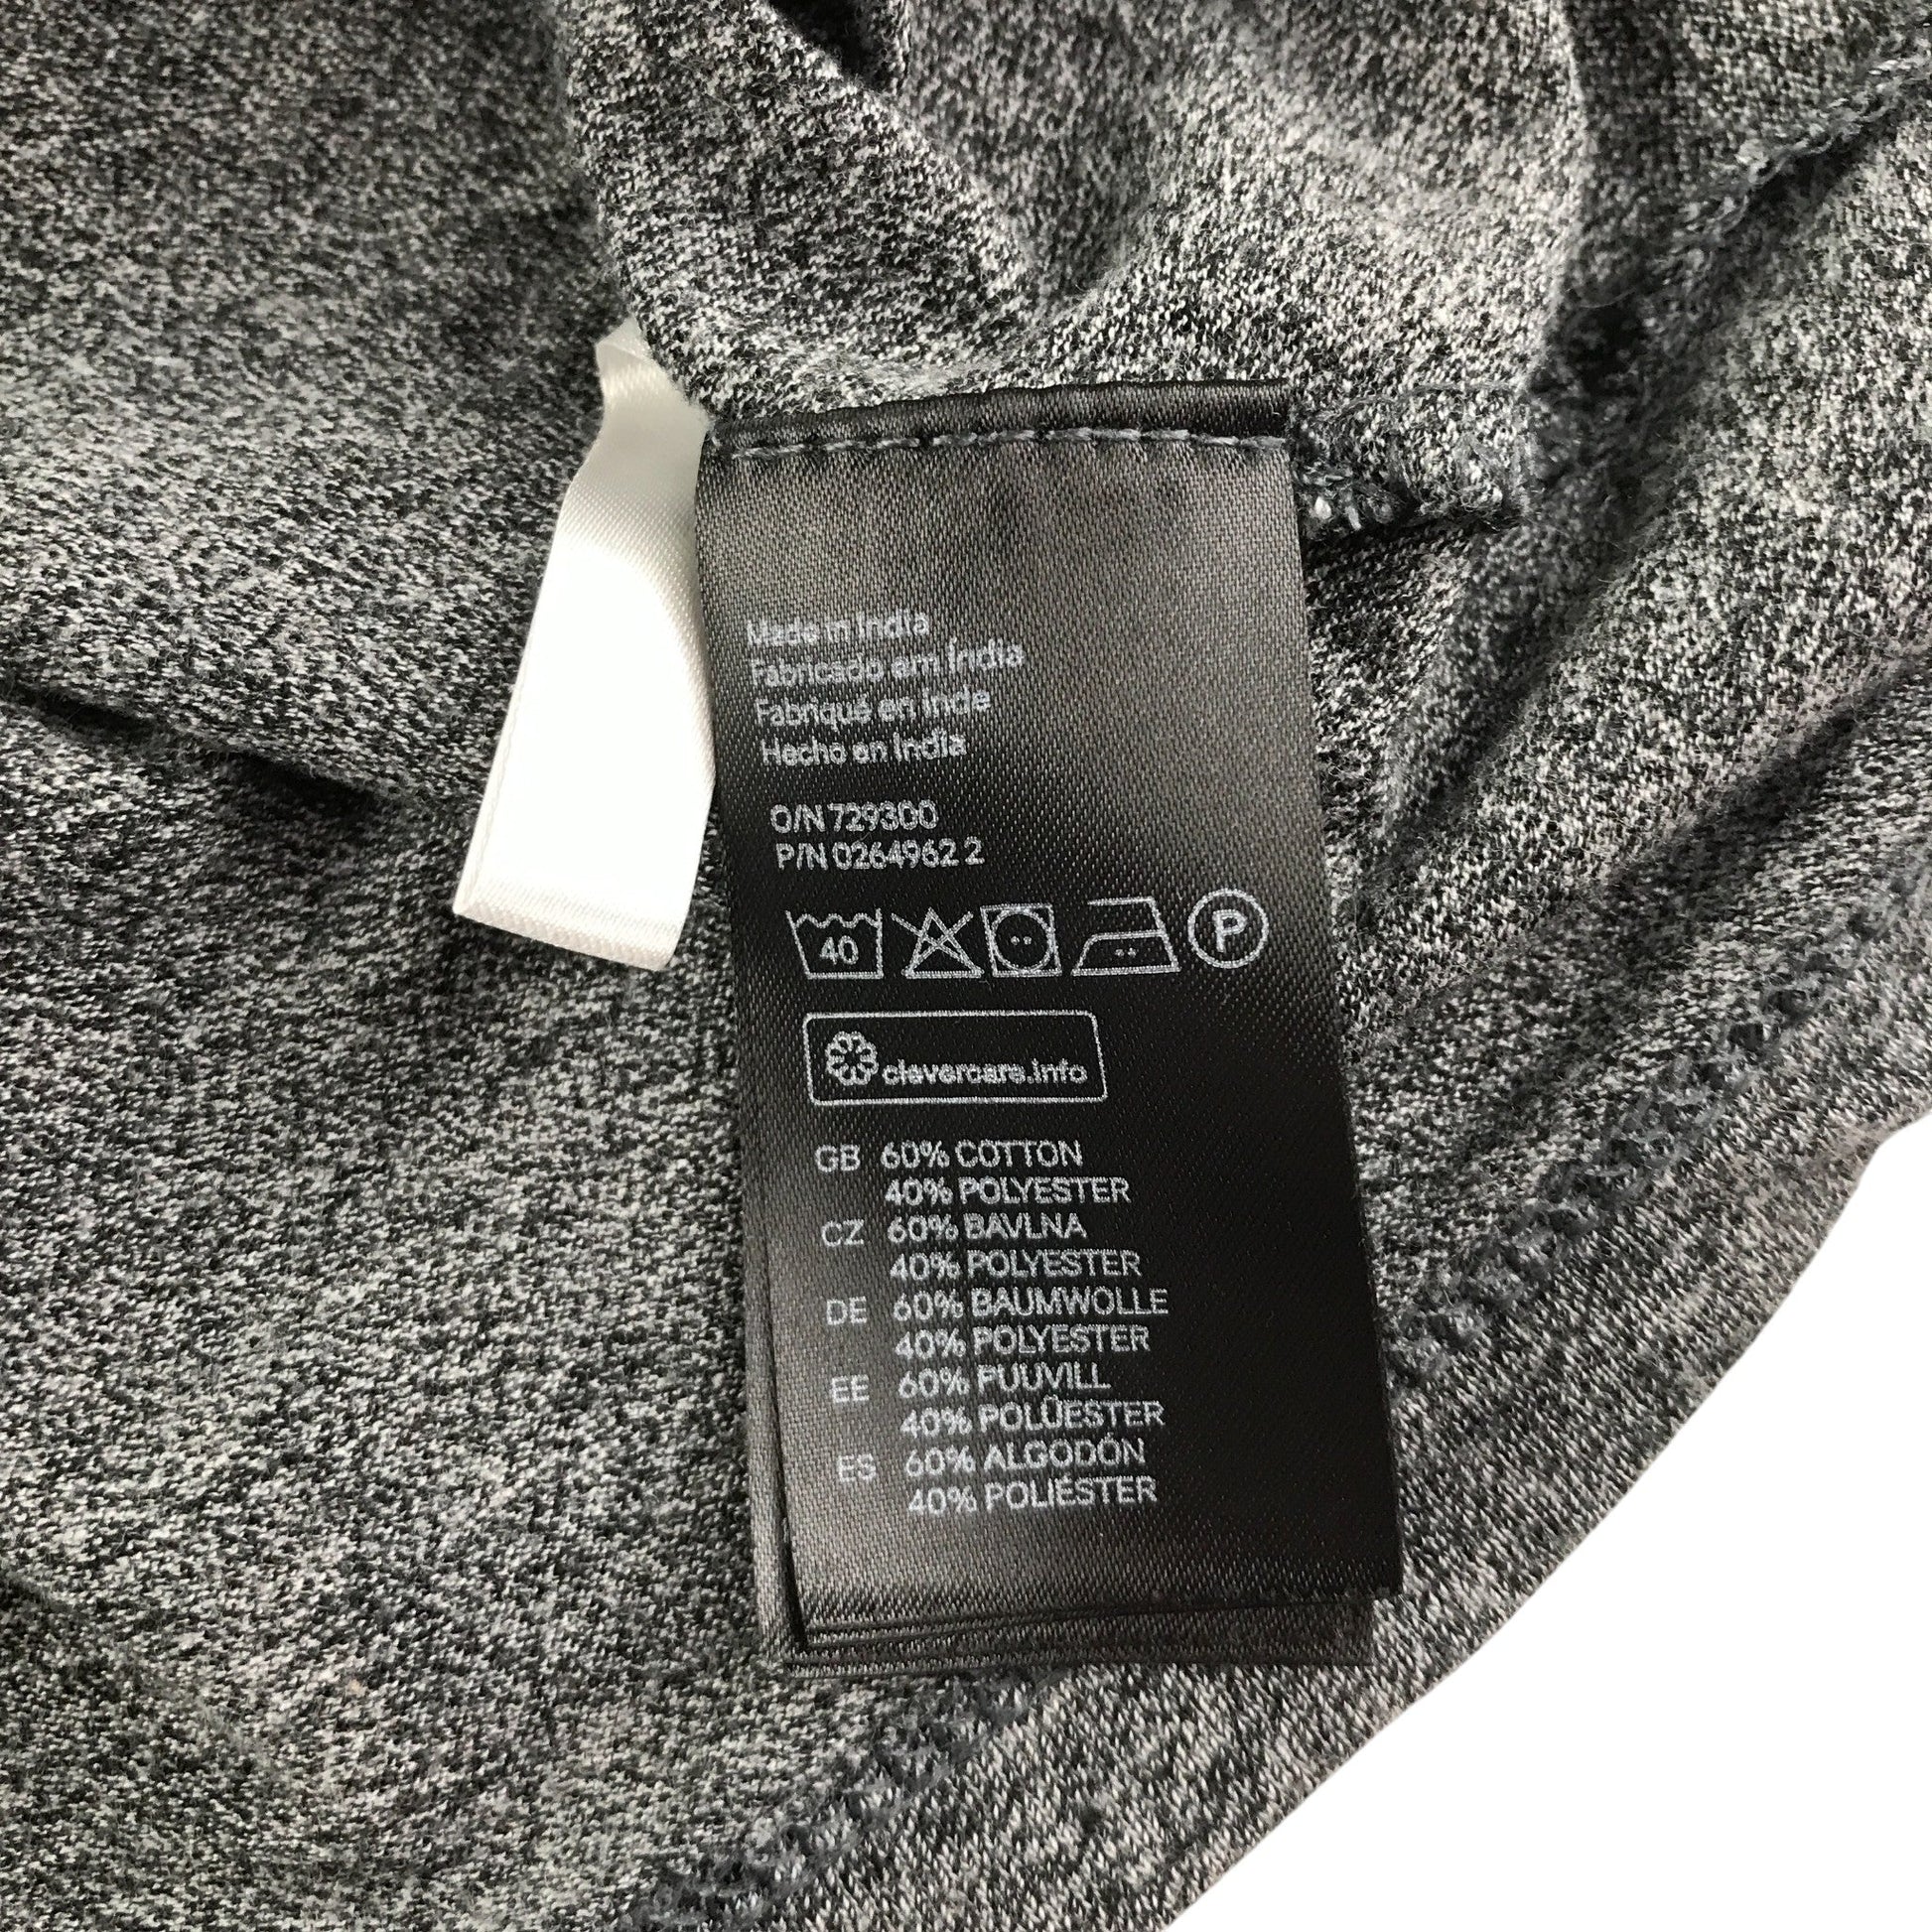 Made in India
Fabricado em Índia
Fabriqué en Inde
Hecho en India
O/N 729300
P/N 0264962 2
40 P
clevercare.info
GB 60% COTTON
40% POLYESTER
CZ 60% BAVLNA
40% POLYESTER
DE 60% BAUMWOLLE
40% POLYESTER
EE 60% PUUVILL
40% POLÜESTER
ES 60% ALGODÓN
40% POLIÉSTER